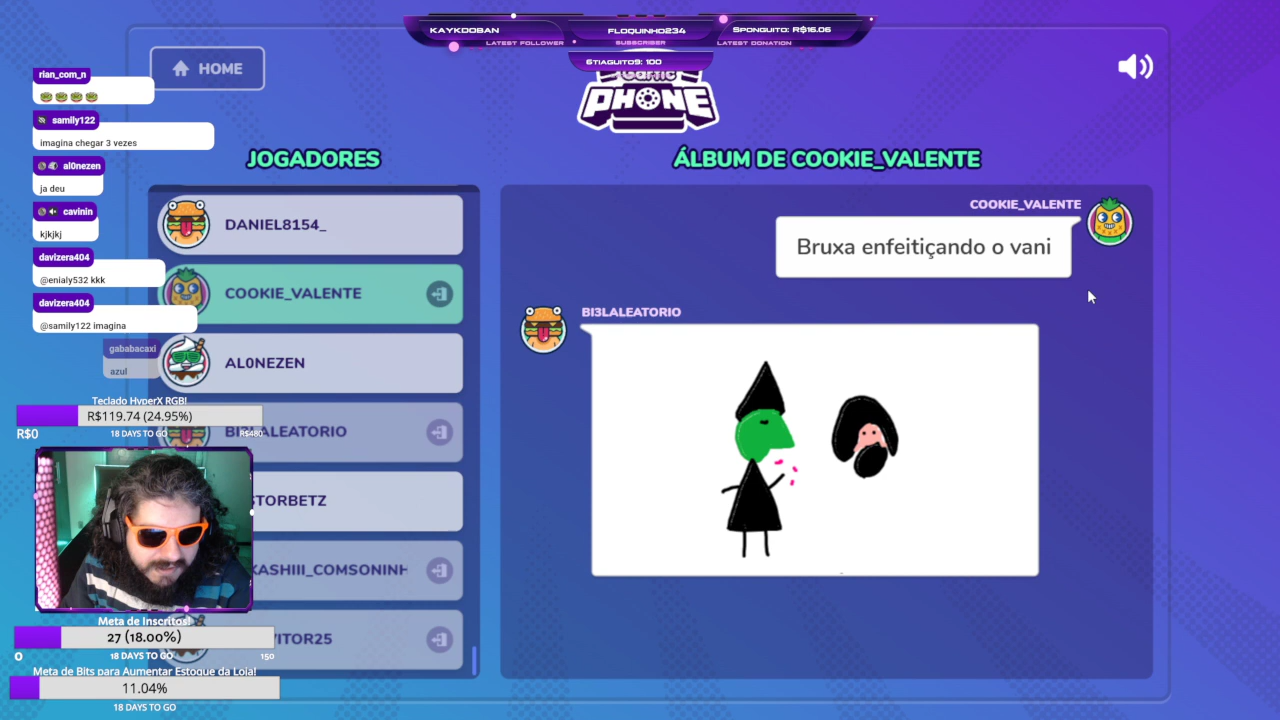 KAYKDOBAN
LATEST FOLLOWER
FLOQUINHO234
SUBSCRIBER
SPONGUITO: R$16.06
LATEST DONATION
6TIAGUITO9: 100
HOME
PHONE
rian_com_n
samily122
imagina chegar 3 vezes
al0nezen
ja deu
cavinin
kjkjkj
davizera404
@enialy532 kkk
davizera404
@samily122 imagina
gababacaxi
azul
JOGADORES
DANIEL8154_
COOKIE_VALENTE
AL0NEZEN
BI3LALEATORIO
STORBETZ
KASHIII_COMSONINH
VITOR25
ÁLBUM DE COOKIE_VALENTE
COOKIE_VALENTE
Bruxa enfeitiçando o vani
BI3LALEATORIO
Teclado HyperX RGB!
R$119.74 (24.95%)
R$0
18 DAYS TO GO
R$480
Meta de Inscritos!
27 (18.00%)
0
18 DAYS TO GO
150
Meta de Bits para Aumentar Estoque da Loja!
11.04%
18 DAYS TO GO